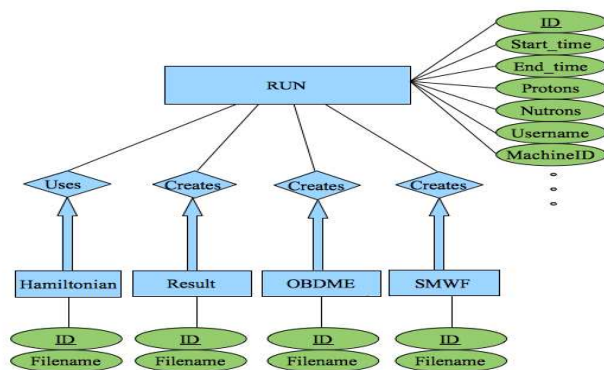 ID
Start_time
End_time
Protons
Nutrons
Username
MachineID
RUN
Uses
Creates
Creates
Creates
Hamiltonian
Result
OBDME
SMWF
ID
ID
ID
ID
Filename
Filename
Filename
Filename